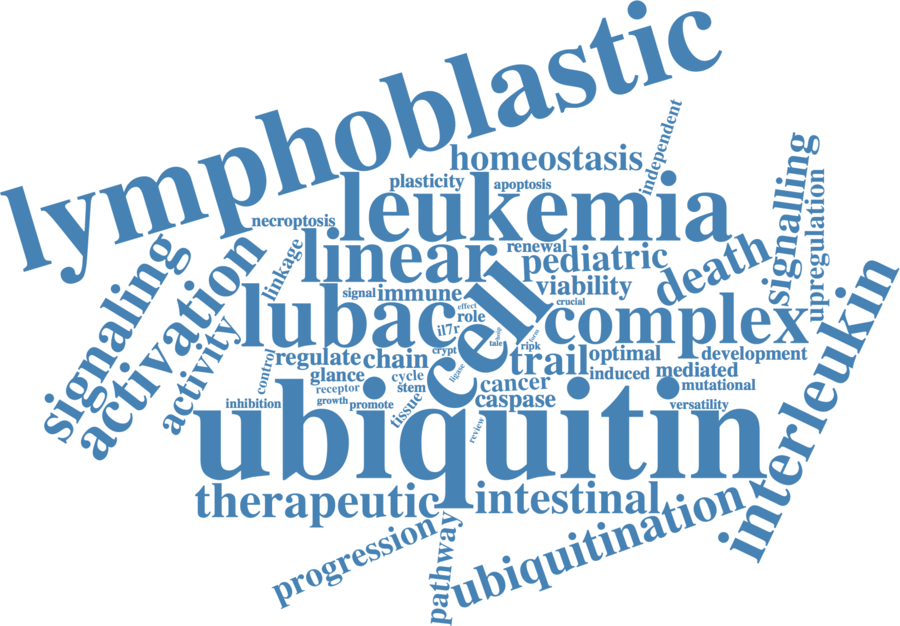 lymphoblastic
homeostasis
independent
plasticity
apoptosis
leukemia
necroptosis
signalling
upregulation
linear
renewal
pediatric
death
linkage
signaling
activation
activity
signal
immune
viability
effect
crucial
lubac
role
il7r
cell
complex
crypt
tale
ripk
regulate
chain
trail
optimal
development
control
glance
cycle
ligase
induced
mediated
receptor
stem
cancer
mutational
growth
promote
tissue
caspase
inhibition
versatility
interleukin
ubiquitin
review
therapeutic
intestinal
progression
pathway
ubiquitination